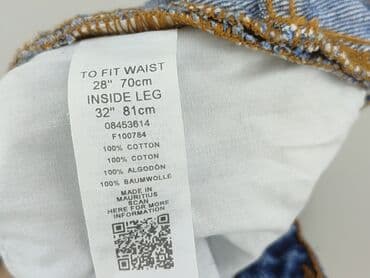 TO FIT WAIST
28" 70cm
INSIDE LEG
32" 81cm
08453614
F100784
100% COTTON
100% COTON
100% ALGODÓN
100% BAUMWOLLE
MADE IN
MAURITIUS
SCAN
HERE FOR MORE
INFORMATION